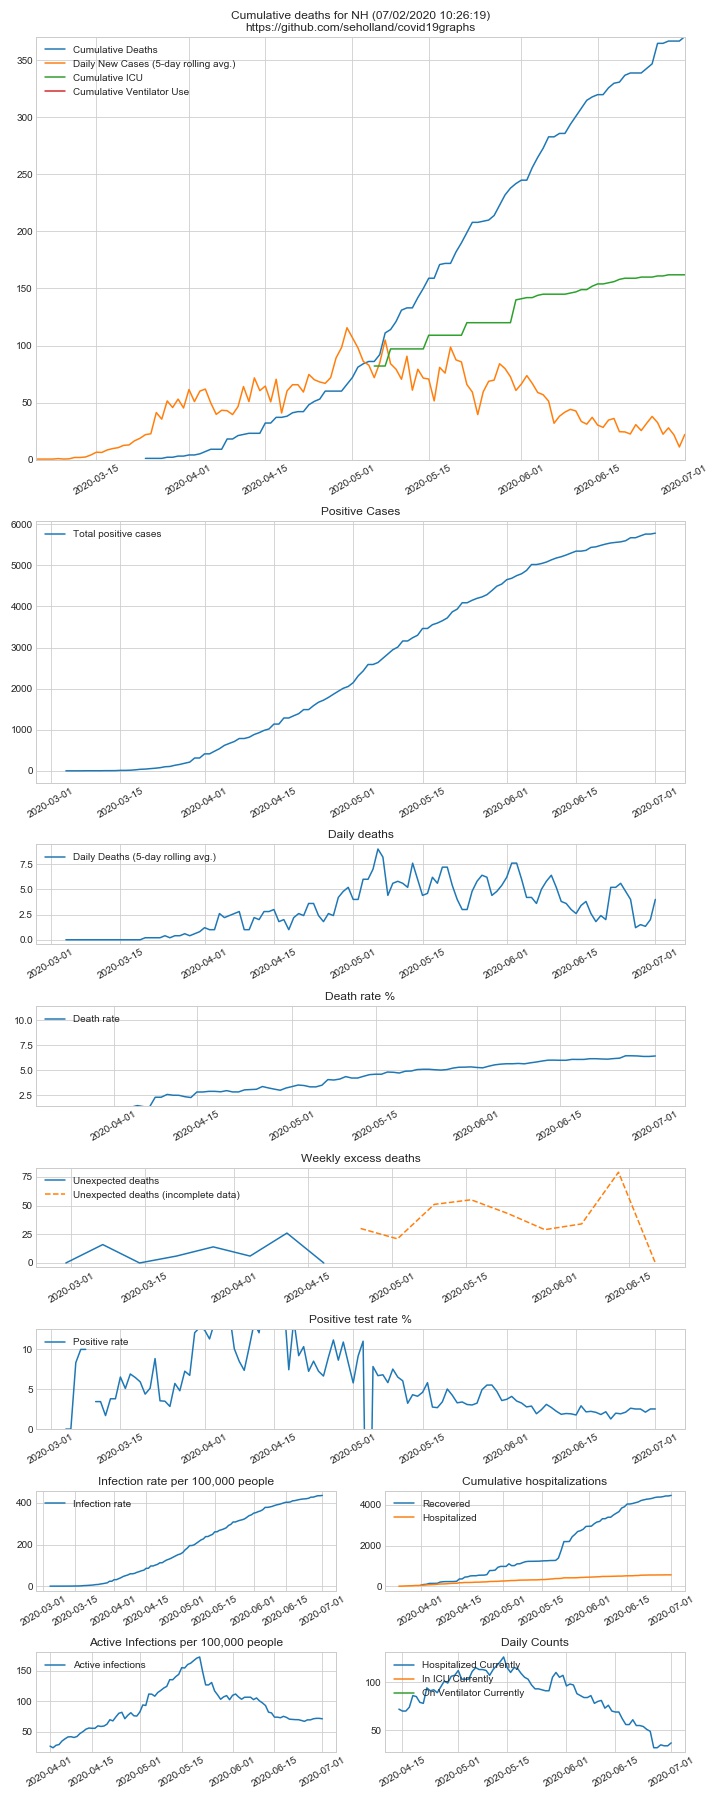 Cumulative deaths for NH (07/02/2020 10:26:19)
https://github.com/seholland/covid19graphs
Cumulative Deaths
Daily New Cases (5-day rolling avg.)
Cumulative ICU
Cumulative Ventilator Use
350
300
250
200
150
100
50
0
2020-03-15 2020-04-01 2020-04-15 2020-05-01 2020-05-15 2020-06-01 2020-06-15 2020-07-01
Positive Cases
Total positive cases
6000
5000
4000
3000
2000
1000
0
2020-03-01 2020-03-15 2020-04-01 2020-04-15 2020-05-01 2020-05-15 2020-06-01 2020-06-15 2020-07-01
Daily deaths
Daily Deaths (5-day rolling avg.)
7.5
5.0
2.5
0.0
2020-03-01 2020-03-15 2020-04-01 2020-04-15 2020-05-01 2020-05-15 2020-06-01 2020-06-15 2020-07-01
Death rate %
Death rate
10.0
7.5
5.0
2.5
2020-04-01 2020-04-15 2020-05-01 2020-05-15 2020-06-01 2020-06-15 2020-07-01
Weekly excess deaths
Unexpected deaths
Unexpected deaths (incomplete data)
75
50
25
0
2020-03-01 2020-03-15 2020-04-01 2020-04-15 2020-05-01 2020-05-15 2020-06-01 2020-06-15
Positive test rate %
Positive rate
10
5
0
2020-03-01 2020-03-15 2020-04-01 2020-04-15 2020-05-01 2020-05-15 2020-06-01 2020-06-15 2020-07-01
Infection rate per 100,000 people
Infection rate
400
200
0
2020-03-01 2020-03-15 2020-04-01 2020-04-15 2020-05-01 2020-05-15 2020-06-01 2020-06-15 2020-07-01
Cumulative hospitalizations
Recovered
Hospitalized
4000
2000
0
2020-04-01 2020-04-15 2020-05-01 2020-05-15 2020-06-01 2020-06-15 2020-07-01
Active Infections per 100,000 people
Active infections
150
100
50
2020-04-01 2020-04-15 2020-05-01 2020-05-15 2020-06-01 2020-06-15 2020-07-01
Daily Counts
Hospitalized Currently
In ICU Currently
On Ventilator Currently
100
50
2020-04-15 2020-05-01 2020-05-15 2020-06-01 2020-06-15 2020-07-01